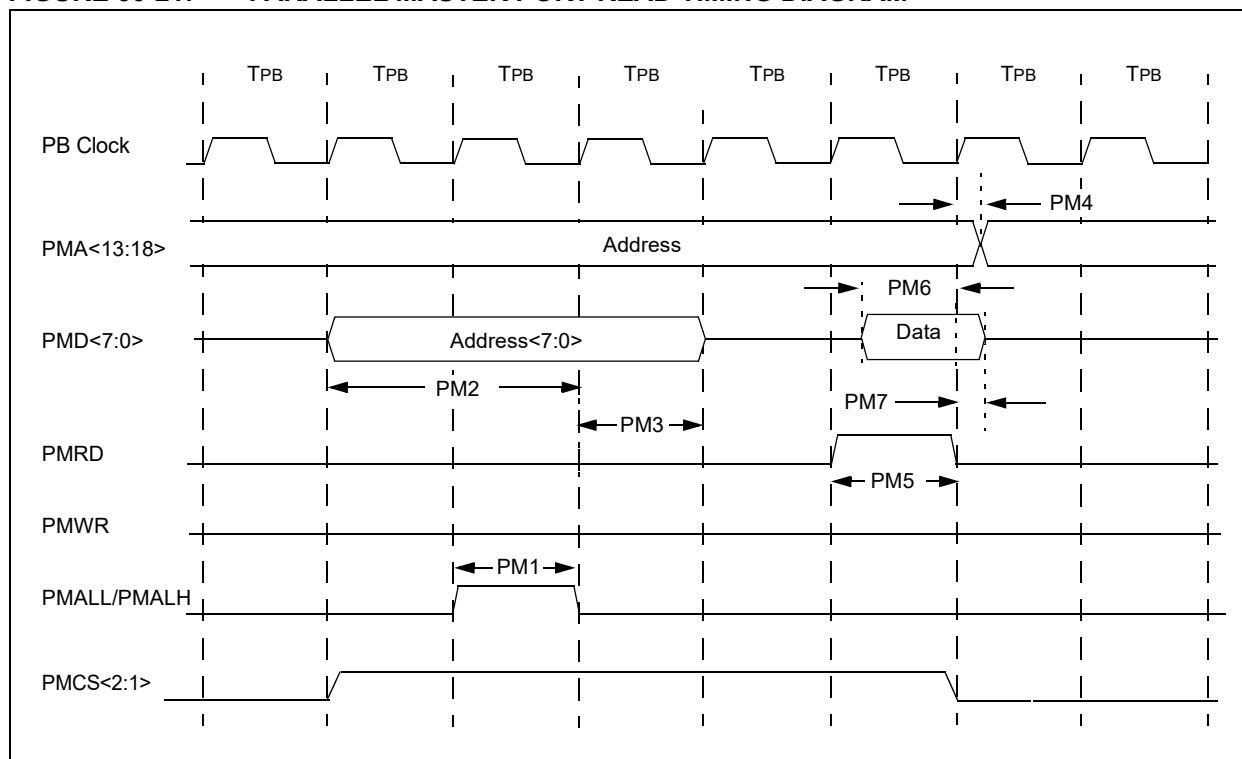 TPB TPB TPB TPB TPB TPB TPB TPB
PB Clock
PM4
PMA<13:18>
Address
PM6
PMD<7:0>
Address<7:0>
Data
PM2
PM7
PM3
PMRD
PM5
PMWR
PM1
PMALL/PMALH
PMCS<2:1>